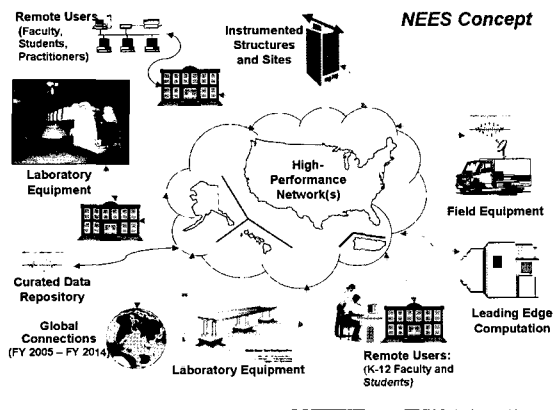 NEES Concept
Remote Users
(Faculty,
Students,
Practitioners)
Instrumented
Structures
and Sites
Laboratory
Equipment
High-
Performance
Network(s)
Field Equipment
Curated Data
Repository
Leading Edge
Computation
Global
Connections
(FY 2005 – FY 2014)
Laboratory Equipment
Remote Users:
(K-12 Faculty and
Students)